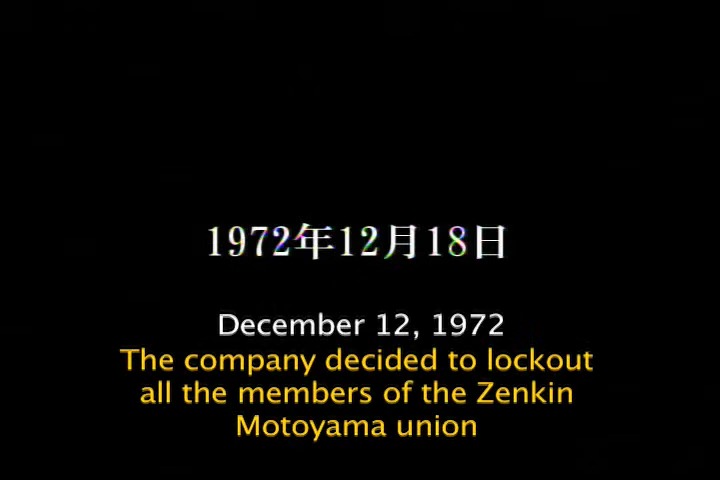 1972年12月18日
December 12, 1972
The company decided to lockout
all the members of the Zenkin
Motoyama union